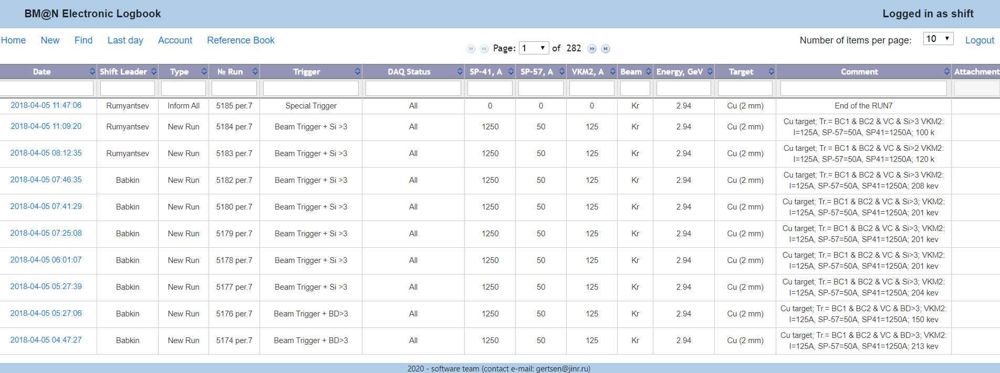 BM@N Electronic Logbook Logged in as shift
Home New Find Last day Account Reference Book Page: 1 of 282 Number of items per page: 10 Logout
Date Shift Leader Type № Run Trigger DAQ Status SP-41, A SP-57, A VKM2, A Beam Energy, GeV Target Comment Attachment
2018-04-05 11:47:06 Rumyantsev Inform All 5185 per.7 Special Trigger All 0 0 0 Kr 2.94 Cu (2 mm) End of the RUN7
2018-04-05 11:09:20 Rumyantsev New Run 5184 per.7 Beam Trigger + Si >3 All 1250 50 125 Kr 2.94 Cu (2 mm) Cu target; Tr.= BC1 & BC2 & VC & Si>3 VKM2:
I=125A, SP-57=50A, SP41=1250A; 100 k
2018-04-05 08:12:35 Rumyantsev New Run 5183 per.7 Beam Trigger + Si >3 All 1250 50 125 Kr 2.94 Cu (2 mm) Cu target; Tr.= BC1 & BC2 & VC & Si>2 VKM2:
I=125A, SP-57=50A, SP41=1250A; 120 k
2018-04-05 07:46:35 Babkin New Run 5182 per.7 Beam Trigger + Si >3 All 1250 50 125 Kr 2.94 Cu (2 mm) Cu target; Tr.= BC1 & BC2 & VC & Si>3 VKM2:
I=125A, SP-57=50A, SP41=1250A; 208 kev
2018-04-05 07:41:29 Babkin New Run 5180 per.7 Beam Trigger + Si >3 All 1250 50 125 Kr 2.94 Cu (2 mm) Cu target; Tr.= BC1 & BC2 & VC & Si>3; VKM2:
I=125A, SP-57=50A, SP41=1250A; 201 kev
2018-04-05 07:25:08 Babkin New Run 5179 per.7 Beam Trigger + Si >3 All 1250 50 125 Kr 2.94 Cu (2 mm) Cu target; Tr.= BC1 & BC2 & VC & Si>3; VKM2:
I=125A, SP-57=50A, SP41=1250A; 201 kev
2018-04-05 06:01:07 Babkin New Run 5178 per.7 Beam Trigger + Si >3 All 1250 50 125 Kr 2.94 Cu (2 mm) Cu target; Tr.= BC1 & BC2 & VC & Si>3; VKM2:
I=125A, SP-57=50A, SP41=1250A; 201 kev
2018-04-05 05:27:39 Babkin New Run 5177 per.7 Beam Trigger + Si >3 All 1250 50 125 Kr 2.94 Cu (2 mm) Cu target; Tr.= BC1 & BC2 & VC & Si>3; VKM2:
I=125A, SP-57=50A, SP41=1250A; 204 kev
2018-04-05 05:27:06 Babkin New Run 5176 per.7 Beam Trigger + BD>3 All 1250 50 125 Kr 2.94 Cu (2 mm) Cu target; Tr.= BC1 & BC2 & VC & BD>3; VKM2:
I=125A, SP-57=50A, SP41=1250A; 150 kev
2018-04-05 04:47:27 Babkin New Run 5174 per.7 Beam Trigger + BD>3 All 1250 50 125 Kr 2.94 Cu (2 mm) Cu target; Tr.= BC1 & BC2 & VC & BD>3; VKM2:
I=125A, SP-57=50A, SP41=1250A; 213 kev
2020 - software team (contact e-mail: gertsen@jinr.ru)